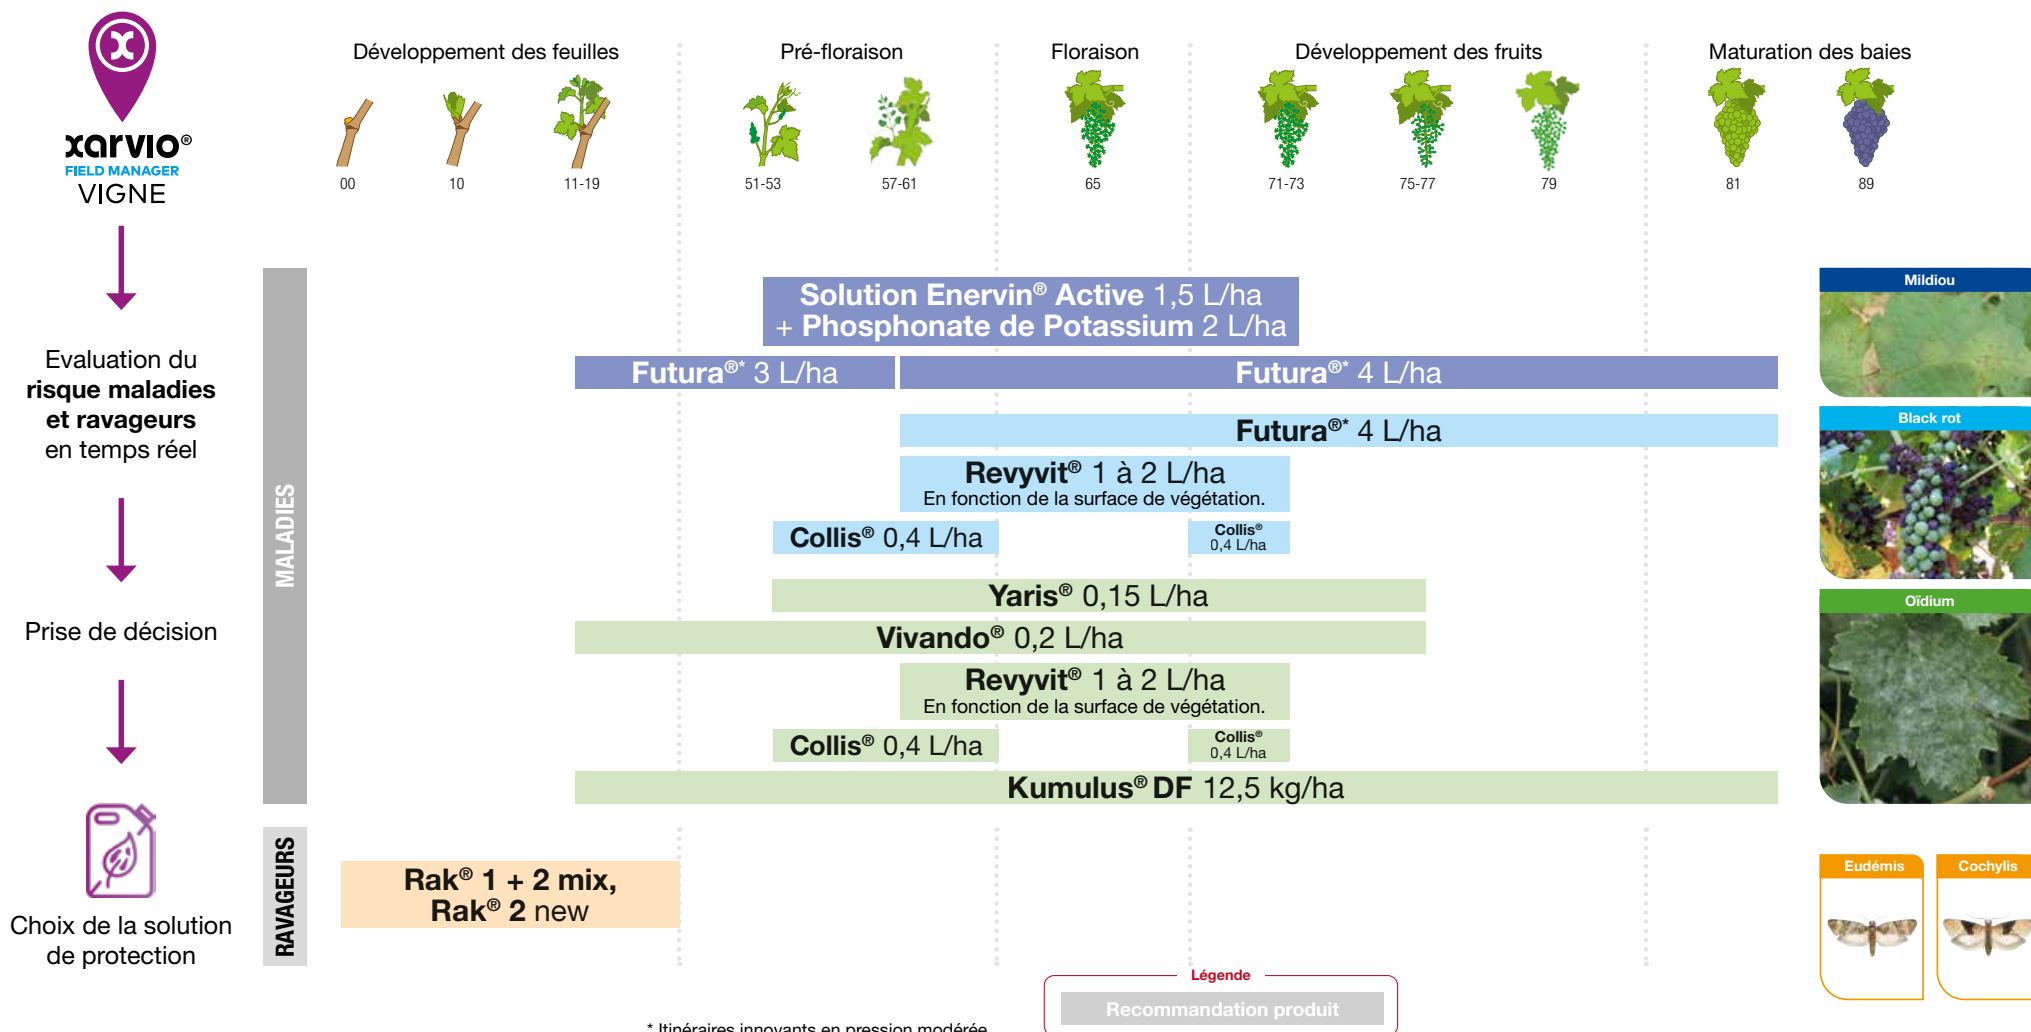 xarvio®
FIELD MANAGER
VIGNE
Evaluation du
risque maladies
et ravageurs
en temps réel
Prise de décision
Choix de la solution
de protection
Développement des feuilles
Pré-floraison
Floraison
Développement des fruits
Maturation des baies
00
10
11-19
51-53
57-61
65
71-73
75-77
79
81
89
MALADIES
Solution Enervin® Active 1,5 L/ha
+ Phosphonate de Potassium 2 L/ha
Futura®* 3 L/ha
Futura®* 4 L/ha
Futura®* 4 L/ha
Revyvit® 1 à 2 L/ha
En fonction de la surface de végétation.
Collis® 0,4 L/ha
Collis®
0,4 L/ha
Yaris® 0,15 L/ha
Vivando® 0,2 L/ha
Revyvit® 1 à 2 L/ha
En fonction de la surface de végétation.
Collis® 0,4 L/ha
Collis®
0,4 L/ha
Kumulus® DF 12,5 kg/ha
Mildiou
Black rot
Oïdium
RAVAGEURS
Rak® 1 + 2 mix,
Rak® 2 new
Eudémis
Cochylis
Légende
Recommandation produit
* Itinéraires innovants en pression modérée